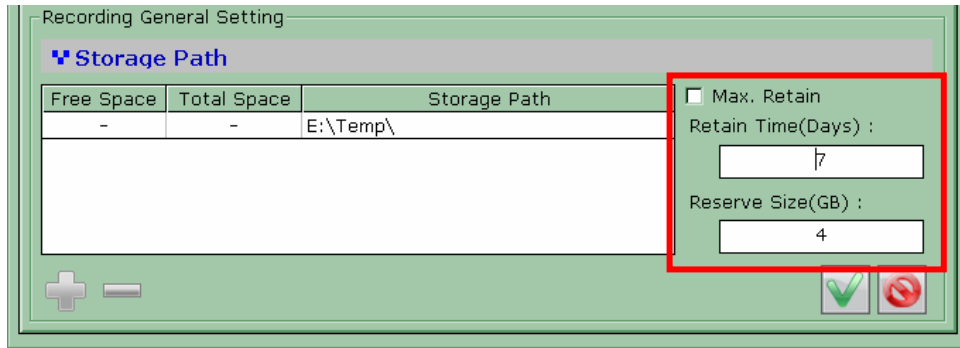 Recording General Setting
Storage Path
Free Space Total Space Storage Path
- - E:\Temp\
Max. Retain
Retain Time(Days) :
7
Reserve Size(GB) :
4